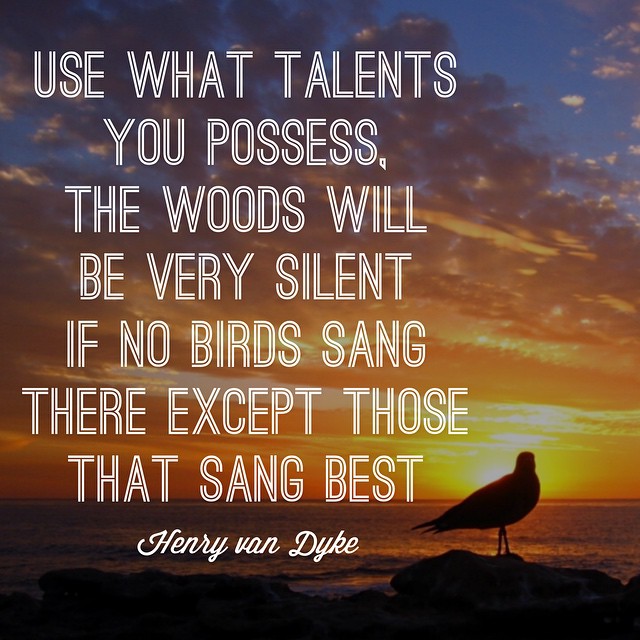 USE WHAT TALENTS
YOU POSSESS,
THE WOODS WILL
BE VERY SILENT
IF NO BIRDS SANG
THERE EXCEPT THOSE
THAT SANG BEST
Henry van Dyke